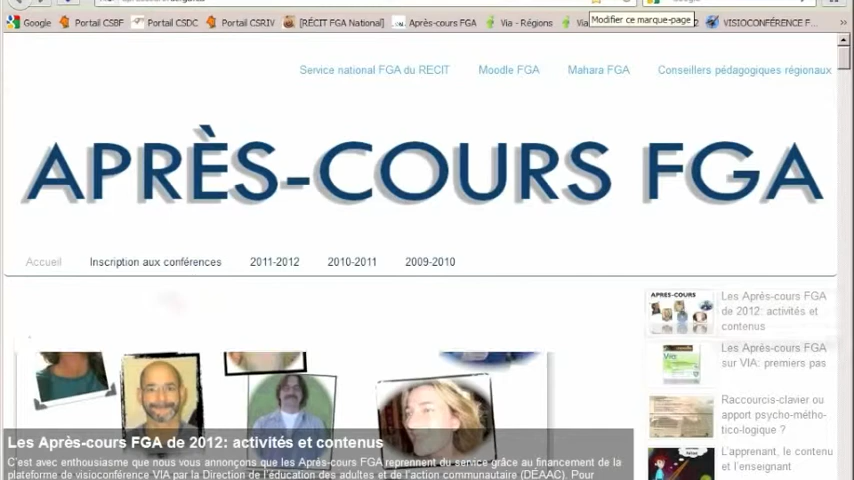 Google Portail CSBF Portail CSDC Portail CSRIV [RÉCIT FGA National] Après-cours FGA Via - Régions Via Modifier ce marque-page 2 VISIOCONFÉRENCE F...
Service national FGA du RECIT Moodle FGA Mahara FGA Conseillers pédagogiques régionaux
APRÈS-COURS FGA
Accueil Inscription aux conférences 2011-2012 2010-2011 2009-2010
APRES-COURS
Les Après-cours FGA
de 2012: activités et
contenus
Les Après-cours FGA
sur VIA: premiers pas
Raccourcis-clavier ou
apport psycho-métho-
tico-logique ?
L'apprenant, le contenu
et l'enseignant
Les Après-cours FGA de 2012: activités et contenus
C'est avec enthousiasme que nous vous annonçons que les Après-cours FGA reprennent du service grâce au financement de la
plateforme de visioconférence VIA par la Direction de l'éducation des adultes et de l'action communautaire (DÉAAC). Pour